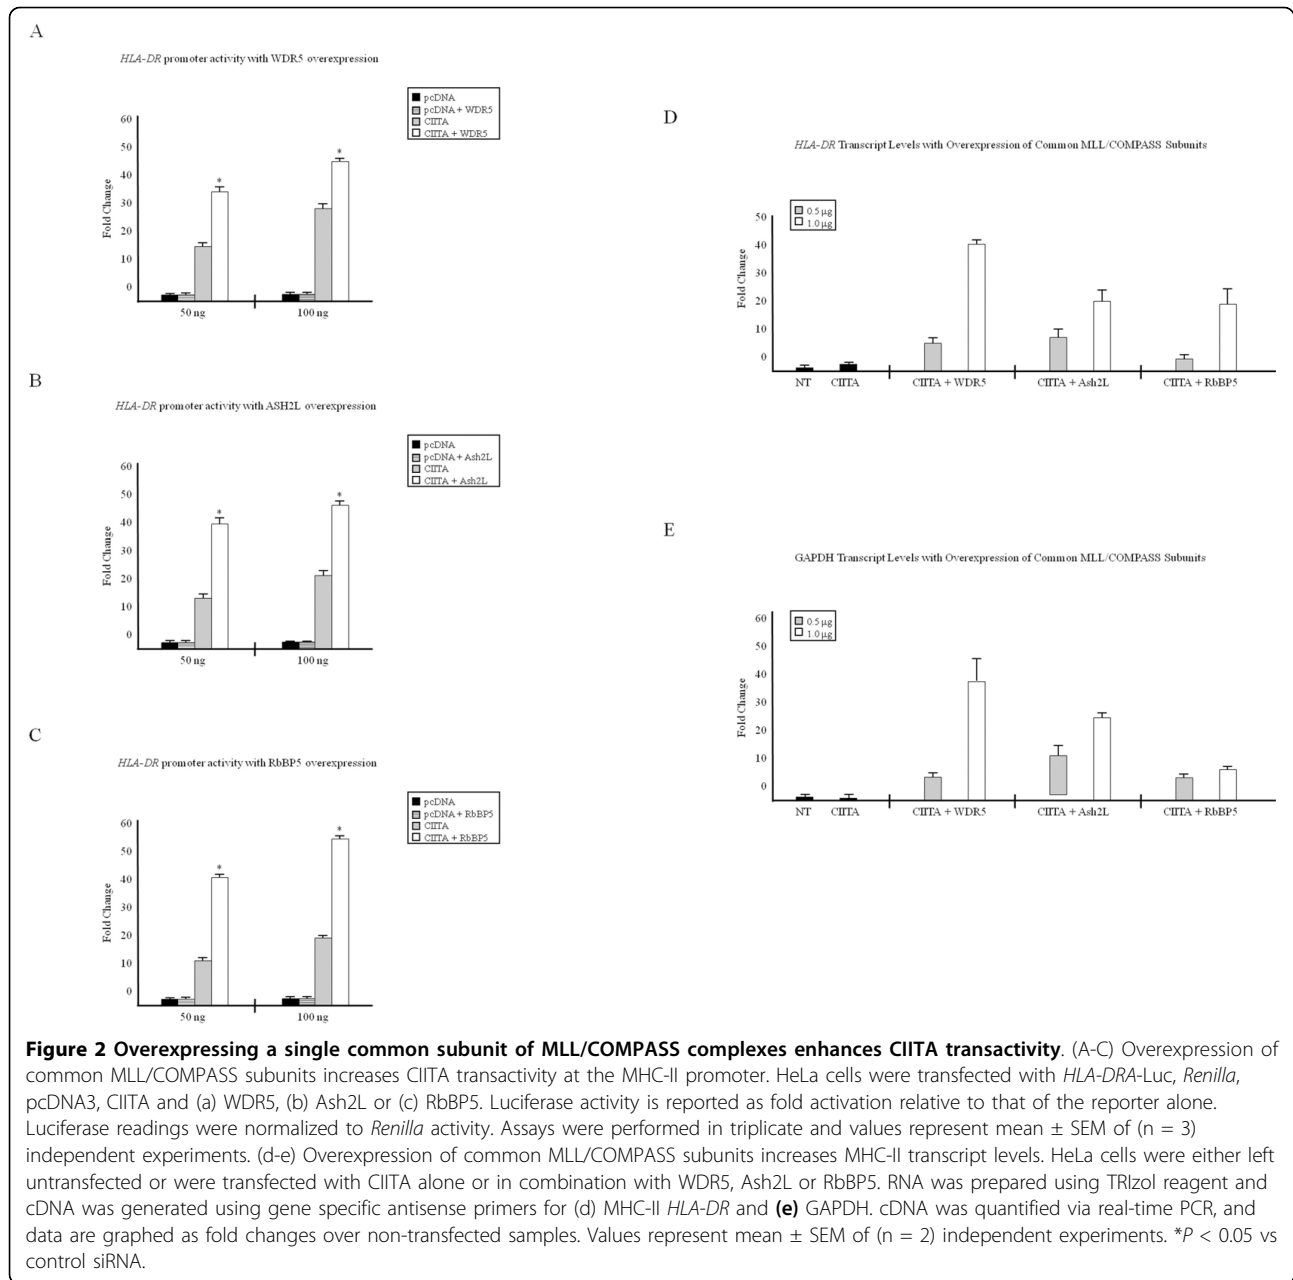 A
HLA-DR promoter activity with WDR5 overexpression
pcDNA
pcDNA + WDR5
CIITA
CIITA + WDR5
Fold Change
60
50
40
30
20
10
0
*
*
50 ng
100 ng
B
HLA-DR promoter activity with ASH2L overexpression
pcDNA
pcDNA + Ash2L
CIITA
CIITA + Ash2L
Fold Change
60
50
40
30
20
10
0
*
*
50 ng
100 ng
C
HLA-DR promoter activity with RbBP5 overexpression
pcDNA
pcDNA + RbBP5
CIITA
CIITA + RbBP5
Fold Change
60
50
40
30
20
10
0
*
*
50 ng
100 ng
D
HLA-DR Transcript Levels with Overexpression of Common MLL/COMPASS Subunits
0.5 µg
1.0 µg
Fold Change
50
40
30
20
10
0
NT
CIITA
CIITA + WDR5
CIITA + Ash2L
CIITA + RbBP5
E
GAPDH Transcript Levels with Overexpression of Common MLL/COMPASS Subunits
0.5 µg
1.0 µg
Fold Change
60
50
40
30
20
10
0
NT
CIITA
CIITA + WDR5
CIITA + Ash2L
CIITA + RbBP5
Figure 2 Overexpressing a single common subunit of MLL/COMPASS complexes enhances CIITA transactivity. (A-C) Overexpression of
common MLL/COMPASS subunits increases CIITA transactivity at the MHC-II promoter. HeLa cells were transfected with HLA-DRA-Luc, Renilla,
pcDNA3, CIITA and (a) WDR5, (b) Ash2L or (c) RbBP5. Luciferase activity is reported as fold activation relative to that of the reporter alone.
Luciferase readings were normalized to Renilla activity. Assays were performed in triplicate and values represent mean ± SEM of (n = 3)
independent experiments. (d-e) Overexpression of common MLL/COMPASS subunits increases MHC-II transcript levels. HeLa cells were either left
untransfected or were transfected with CIITA alone or in combination with WDR5, Ash2L or RbBP5. RNA was prepared using TRIzol reagent and
cDNA was generated using gene specific antisense primers for (d) MHC-II HLA-DR and (e) GAPDH. cDNA was quantified via real-time PCR, and
data are graphed as fold changes over non-transfected samples. Values represent mean ± SEM of (n = 2) independent experiments. *P < 0.05 vs
control siRNA.